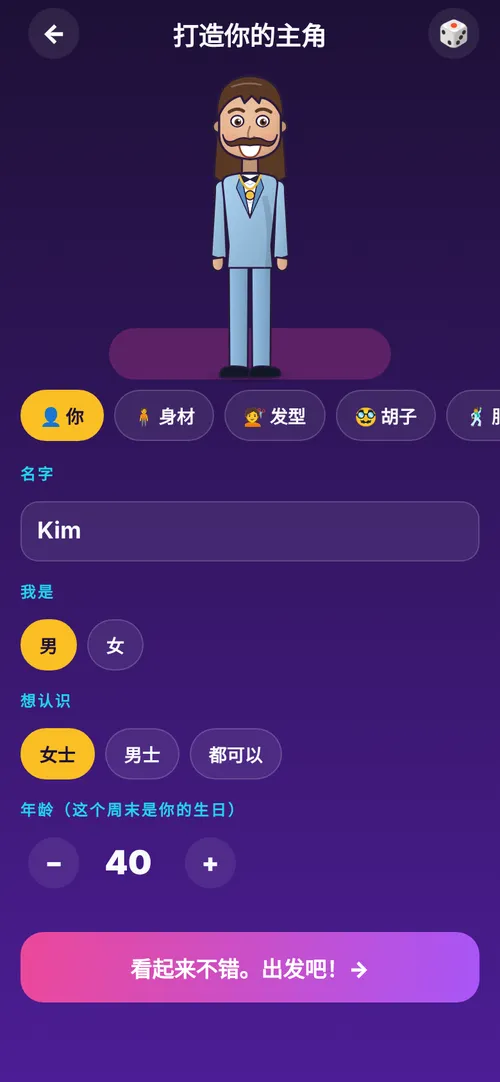 打造你的主角
你
身材
发型
胡子
名字
Kim
我是
男
女
想认识
女士
男士
都可以
年龄（这个周末是你的生日）
− 40 +
看起来不错。出发吧！→